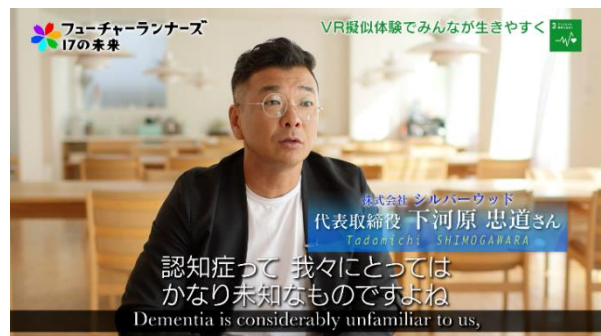 フューチャーランナーズ
17の未来
VR擬似体験でみんなが生きやすく
株式会社 シルバーウッド
代表取締役 下河原 忠道さん
Tadamichi SHIMOGAWARA
認知症って 我々にとっては
かなり未知なものですよね
Dementia is considerably unfamiliar to us,